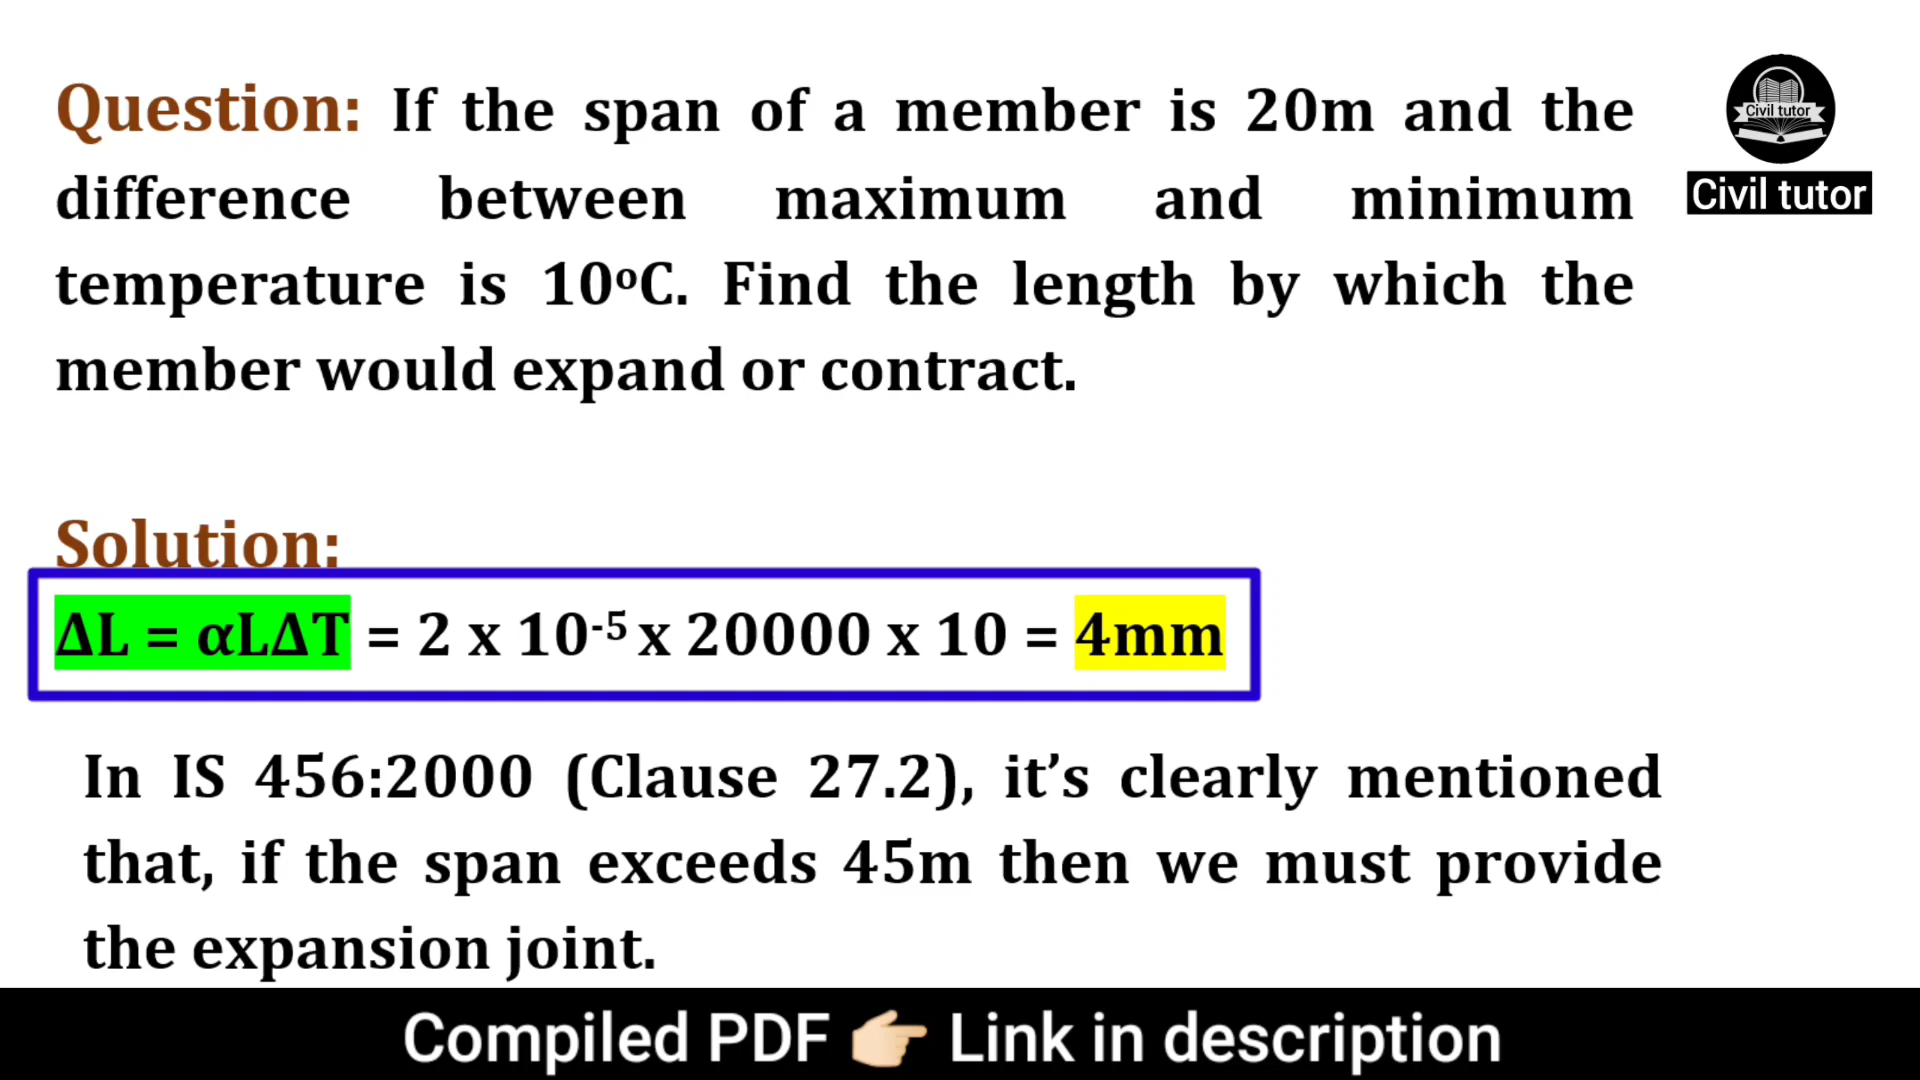 Question: If the span of a member is 20m and the
difference between maximum and minimum
temperature is 10ᵒC. Find the length by which the
member would expand or contract.
Civil tutor
Civil tutor
Solution:
ΔL = αLΔT = 2 x 10⁻⁵ x 20000 x 10 = 4mm
In IS 456:2000 (Clause 27.2), it’s clearly mentioned
that, if the span exceeds 45m then we must provide
the expansion joint.
Compiled PDF 👉🏻 Link in description